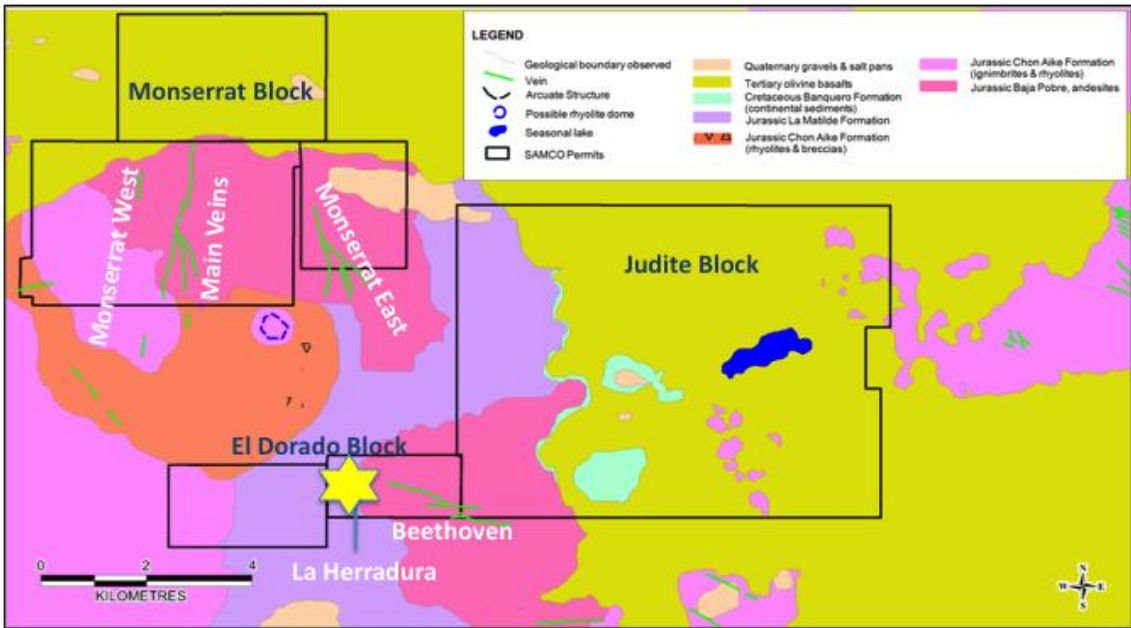 LEGEND
Geological boundary observed
Vein
Arcuate Structure
Possible rhyolite dome
Seasonal lake
SAMCO Permits
Quaternary gravels & salt pans
Tertiary olivine basalts
Cretaceous Banquero Formation
(continental sediments)
Jurassic La Matilde Formation
Jurassic Chon Aike Formation
(rhyolites & breccias)
Jurassic Chon Aike Formation
(ignimbrites & rhyolites)
Jurassic Baja Pobre, andesites
Monserrat Block
Monserrat West
Main Veins
Monserrat East
Judite Block
El Dorado Block
Beethoven
La Herradura
0 2 4
KILOMETRES
N
W E
S